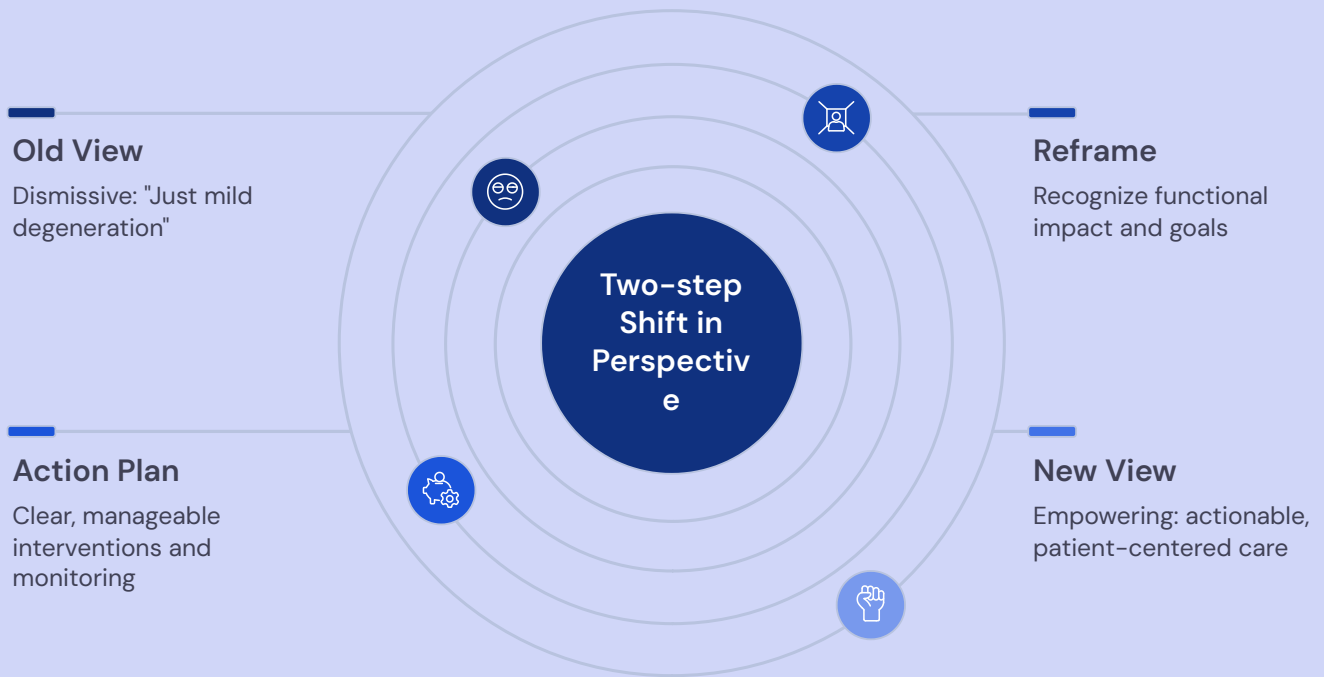 Old View
Dismissive: "Just mild
degeneration"
Reframe
Recognize functional
impact and goals
Two-step
Shift in
Perspectiv
e
Action Plan
Clear, manageable
interventions and
monitoring
New View
Empowering: actionable,
patient-centered care